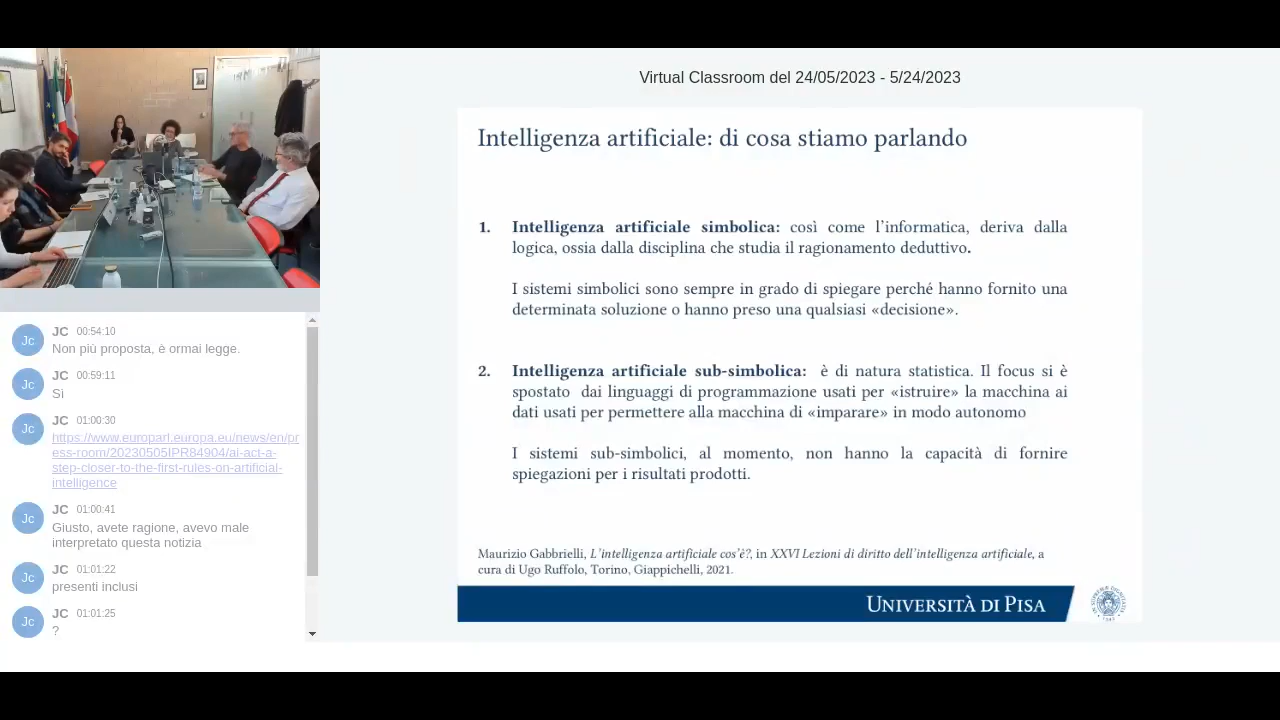 Virtual Classroom del 24/05/2023 - 5/24/2023
Intelligenza artificiale: di cosa stiamo parlando
1. Intelligenza artificiale simbolica: così come l’informatica, deriva dalla
logica, ossia dalla disciplina che studia il ragionamento deduttivo.
I sistemi simbolici sono sempre in grado di spiegare perché hanno fornito una
determinata soluzione o hanno preso una qualsiasi «decisione».
2. Intelligenza artificiale sub-simbolica: è di natura statistica. Il focus si è
spostato dai linguaggi di programmazione usati per «istruire» la macchina ai
dati usati per permettere alla macchina di «imparare» in modo autonomo
I sistemi sub-simbolici, al momento, non hanno la capacità di fornire
spiegazioni per i risultati prodotti.
Maurizio Gabbrielli, L’intelligenza artificiale cos’è?, in XXVI Lezioni di diritto dell’intelligenza artificiale, a
cura di Ugo Ruffolo, Torino, Giappichelli, 2021.
UNIVERSITÀ DI PISA
Jc JC 00:54:10
Non più proposta, è ormai legge.
Jc JC 00:59:11
Sì
Jc JC 01:00:30
https://www.europarl.europa.eu/news/en/pr
ess-room/20230505IPR84904/ai-act-a-
step-closer-to-the-first-rules-on-artificial-
intelligence
Jc JC 01:00:41
Giusto, avete ragione, avevo male
interpretato questa notizia
Jc JC 01:01:22
presenti inclusi
Jc JC 01:01:25
?